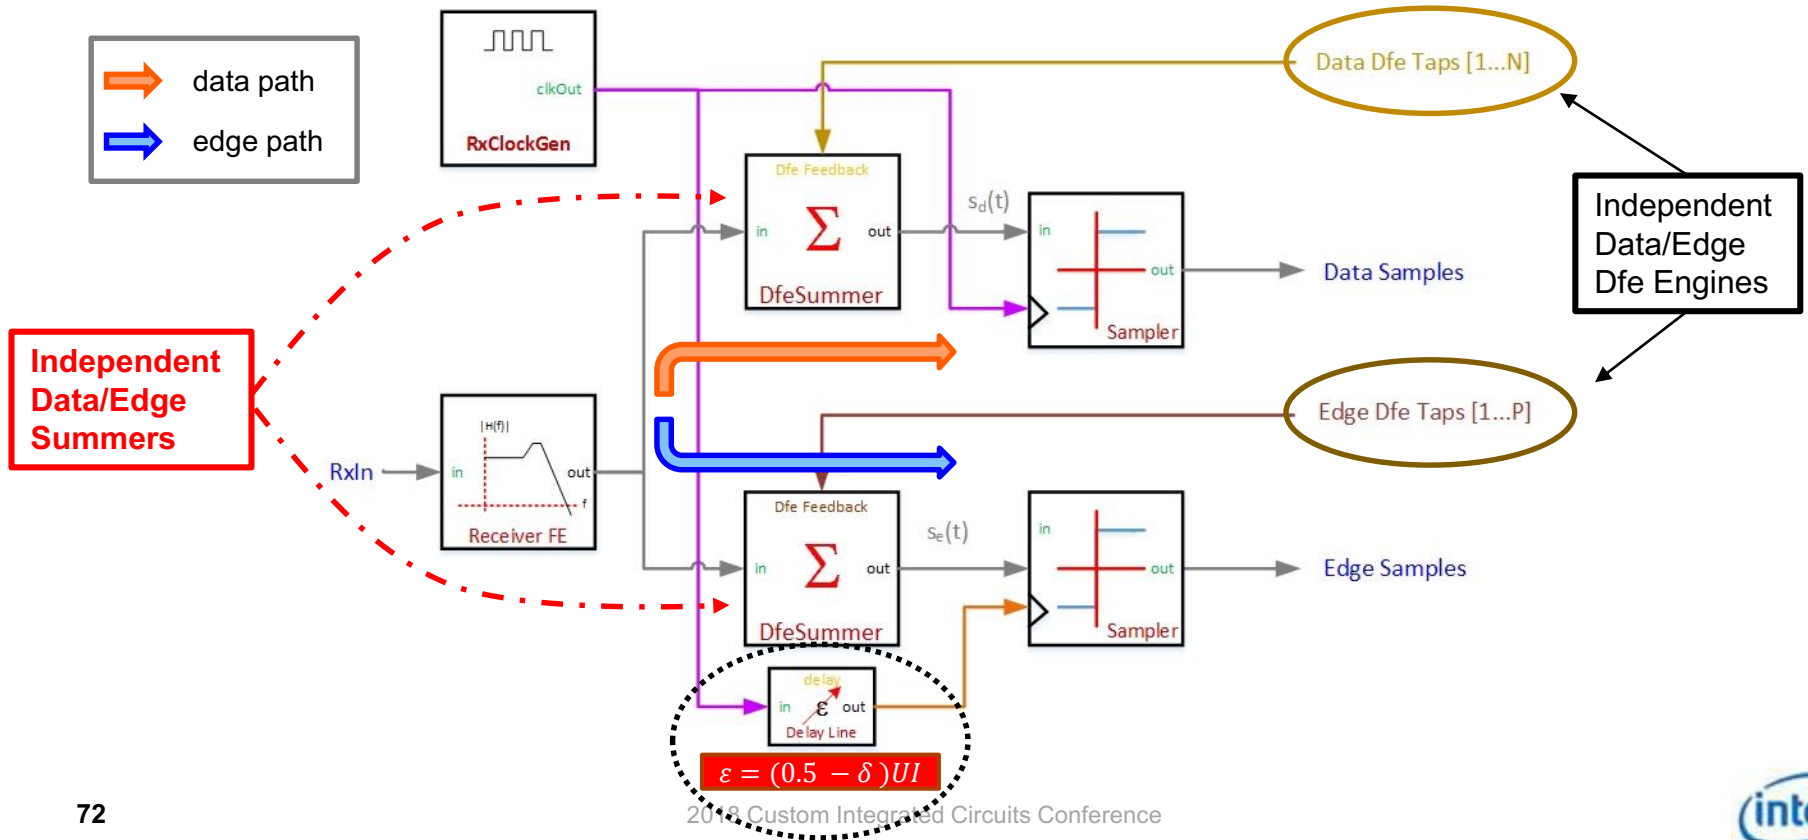 data path
edge path
clkOut
RxClockGen
Data Dfe Taps [1...N]
Dfe Feedback
in
Σ
out
DfeSummer
s_d(t)
in
out
Sampler
Data Samples
Independent
Data/Edge
Dfe Engines
Independent
Data/Edge
Summers
RxIn
|H(f)|
in
out
f
Receiver FE
Edge Dfe Taps [1...P]
Dfe Feedback
in
Σ
out
DfeSummer
s_e(t)
in
out
Sampler
Edge Samples
delay
in
ε
out
Delay Line
ε = (0.5 − δ )UI
72
2018 Custom Integrated Circuits Conference